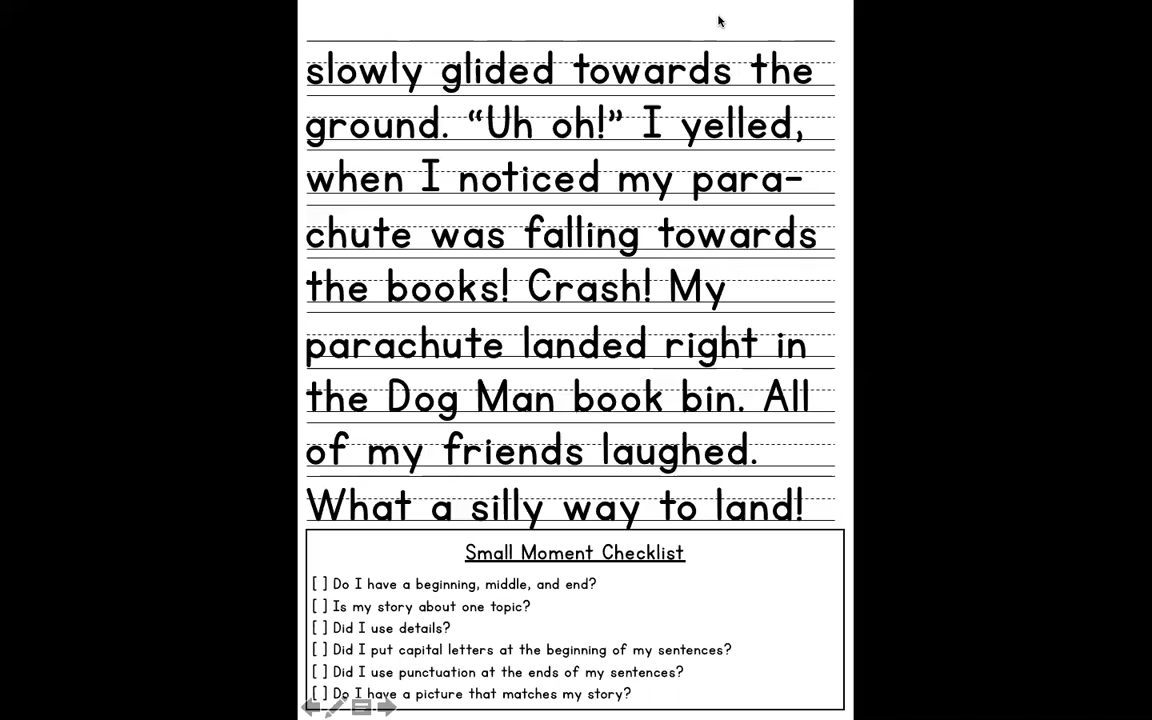 slowly glided towards the
ground. “Uh oh!” I yelled,
when I noticed my para-
chute was falling towards
the books! Crash! My
parachute landed right in
the Dog Man book bin. All
of my friends laughed.
What a silly way to land!
Small Moment Checklist
[ ] Do I have a beginning, middle, and end?
[ ] Is my story about one topic?
[ ] Did I use details?
[ ] Did I put capital letters at the beginning of my sentences?
[ ] Did I use punctuation at the ends of my sentences?
[ ] Do I have a picture that matches my story?